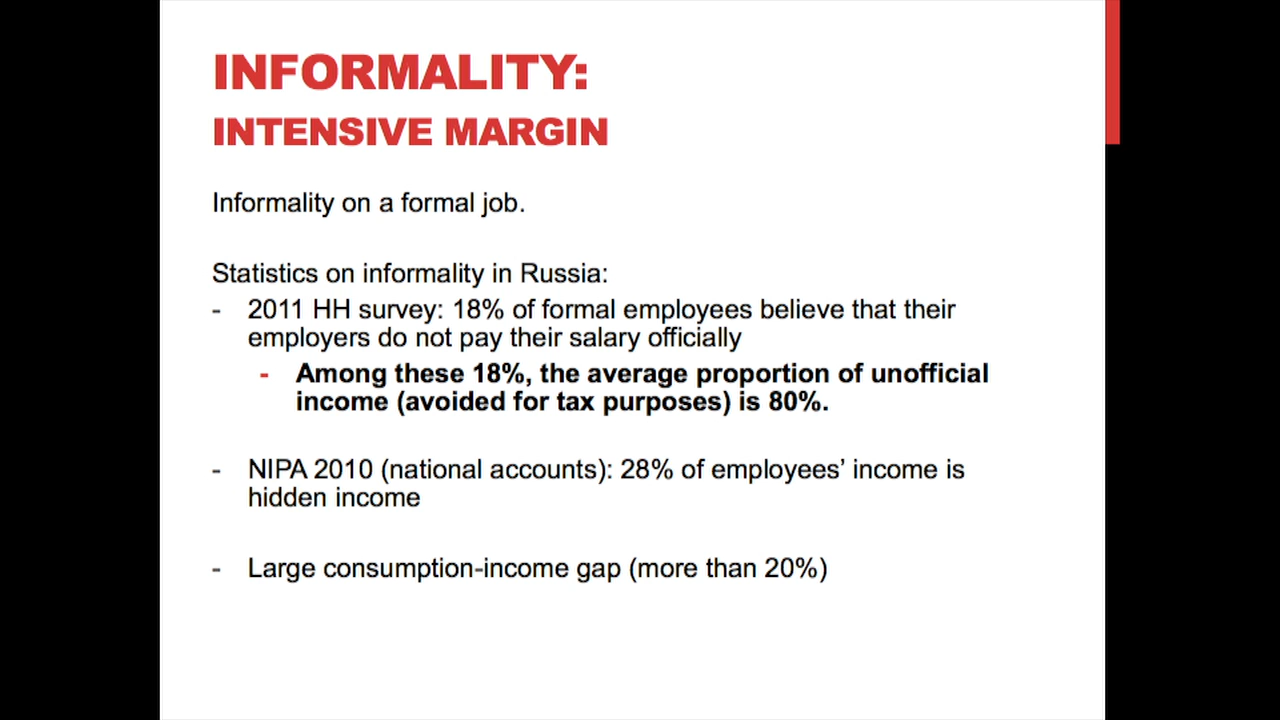 INFORMALITY:
INTENSIVE MARGIN
Informality on a formal job.
Statistics on informality in Russia:
- 2011 HH survey: 18% of formal employees believe that their
employers do not pay their salary officially
- Among these 18%, the average proportion of unofficial
income (avoided for tax purposes) is 80%.
- NIPA 2010 (national accounts): 28% of employees’ income is
hidden income
- Large consumption-income gap (more than 20%)